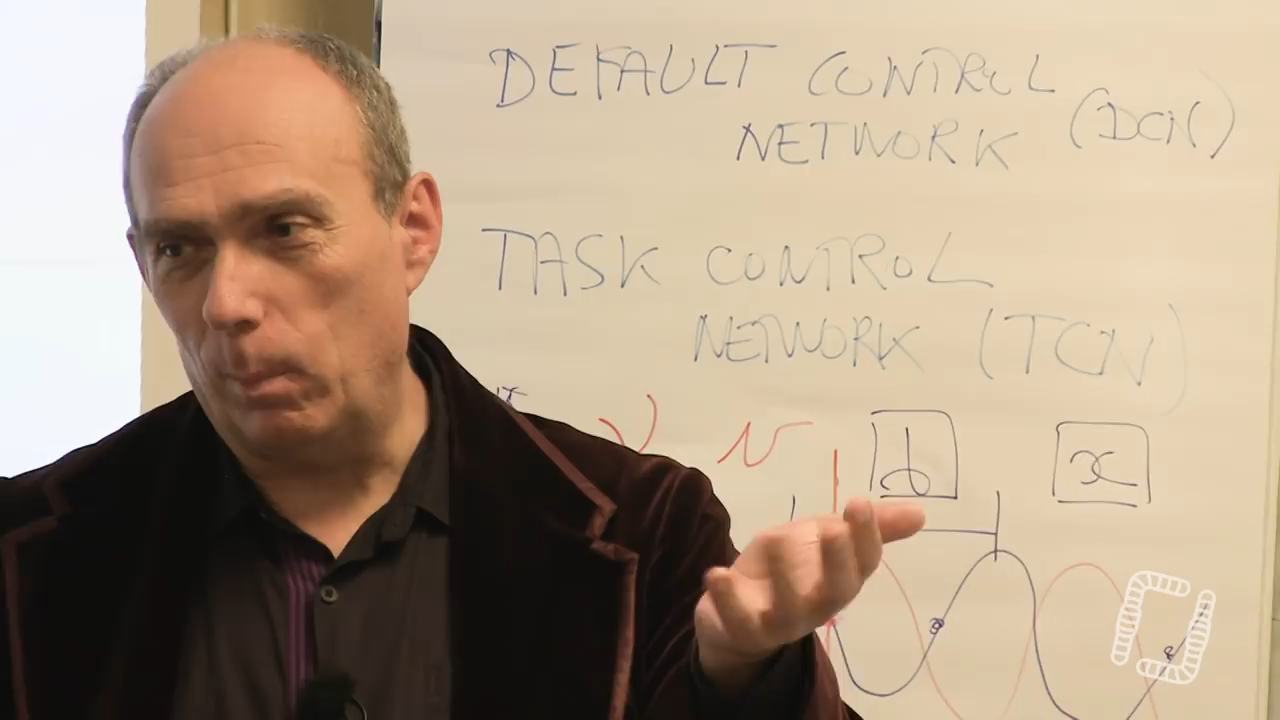 DEFAULT CONTROL
NETWORK (DCN)
TASK CONTROL
NETWORK (TCN)
x